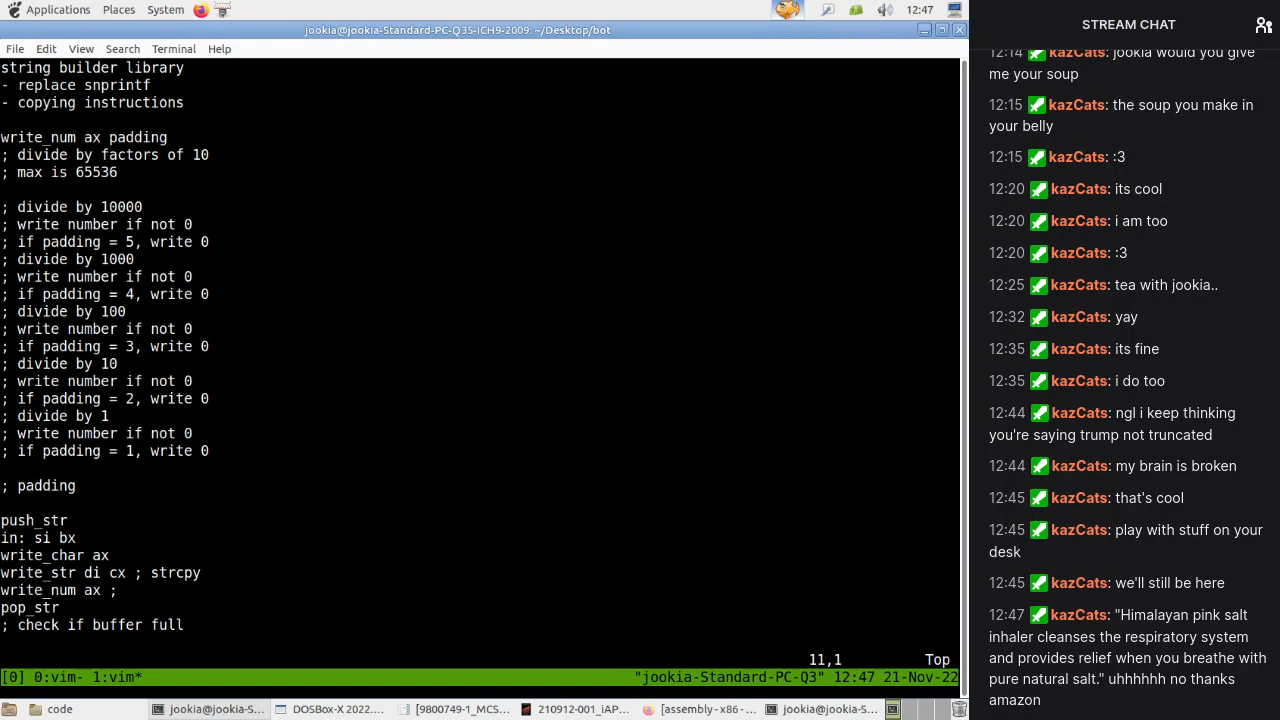 Applications Places System 12:47
jookia@jookia-Standard-PC-Q35-ICH9-2009: ~/Desktop/bot
File Edit View Search Terminal Help
string builder library
- replace snprintf
- copying instructions
write_num ax padding
; divide by factors of 10
; max is 65536
; divide by 10000
; write number if not 0
; if padding = 5, write 0
; divide by 1000
; write number if not 0
; if padding = 4, write 0
; divide by 100
; write number if not 0
; if padding = 3, write 0
; divide by 10
; write number if not 0
; if padding = 2, write 0
; divide by 1
; write number if not 0
; if padding = 1, write 0
; padding
push_str
in: si bx
write_char ax
write_str di cx ; strcpy
write_num ax ;
pop_str
; check if buffer full
11,1 Top
[0] 0:vim- 1:vim* "jookia-Standard-PC-Q3" 12:47 21-Nov-22
code jookia@jookia-S... DOSBox-X 2022.... [9800749-1_MCS... 210912-001_iAP... [assembly - x86 -... jookia@jookia-S...
STREAM CHAT
12:14 kazCats: jookia would you give
me your soup
12:15 kazCats: the soup you make in
your belly
12:15 kazCats: :3
12:20 kazCats: its cool
12:20 kazCats: i am too
12:20 kazCats: :3
12:25 kazCats: tea with jookia..
12:32 kazCats: yay
12:35 kazCats: its fine
12:35 kazCats: i do too
12:44 kazCats: ngl i keep thinking
you're saying trump not truncated
12:44 kazCats: my brain is broken
12:45 kazCats: that's cool
12:45 kazCats: play with stuff on your
desk
12:45 kazCats: we'll still be here
12:47 kazCats: "Himalayan pink salt
inhaler cleanses the respiratory system
and provides relief when you breathe with
pure natural salt." uhhhhhh no thanks
amazon